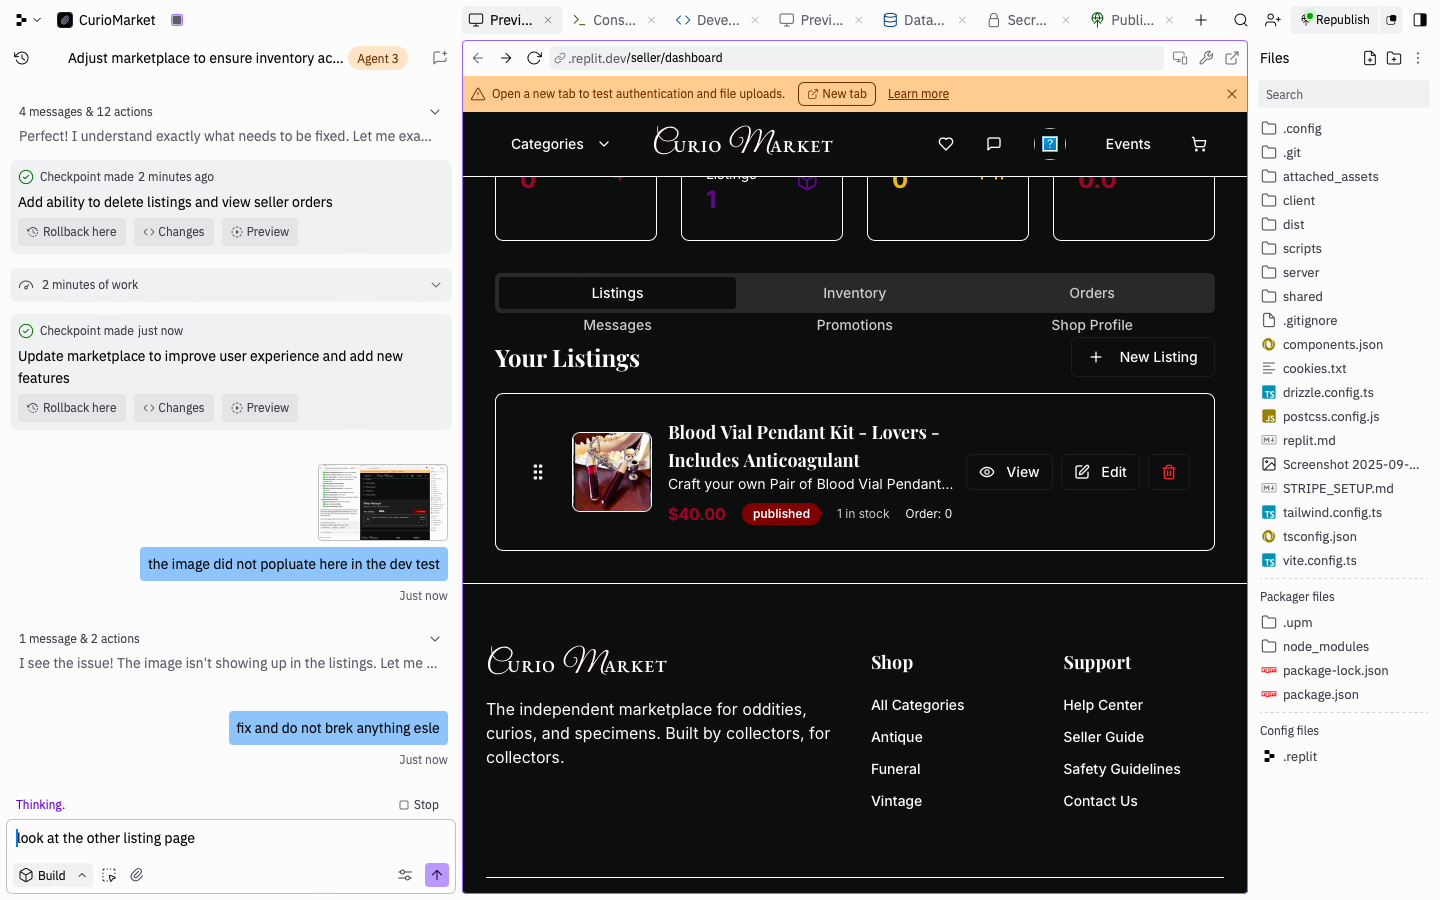 CurioMarket
Previ...
Cons...
Deve...
Previ...
Data...
Secr...
Publi...
Republish
Adjust marketplace to ensure inventory ac...
Agent 3
4 messages & 12 actions
Perfect! I understand exactly what needs to be fixed. Let me exa...
Checkpoint made 2 minutes ago
Add ability to delete listings and view seller orders
Rollback here
Changes
Preview
2 minutes of work
Checkpoint made just now
Update marketplace to improve user experience and add new
features
Rollback here
Changes
Preview
the image did not popluate here in the dev test
Just now
1 message & 2 actions
I see the issue! The image isn't showing up in the listings. Let me ...
fix and do not brek anything esle
Just now
Thinking.
Stop
look at the other listing page
Build
.replit.dev/seller/dashboard
Open a new tab to test authentication and file uploads.
New tab
Learn more
Categories
Curio Market
Events
0
Listings
1
0
0.0
Listings
Inventory
Orders
Messages
Promotions
Shop Profile
Your Listings
New Listing
Blood Vial Pendant Kit - Lovers -
Includes Anticoagulant
Craft your own Pair of Blood Vial Pendant...
$40.00
published
1 in stock
Order: 0
View
Edit
Curio Market
The independent marketplace for oddities,
curios, and specimens. Built by collectors, for
collectors.
Shop
All Categories
Antique
Funeral
Vintage
Support
Help Center
Seller Guide
Safety Guidelines
Contact Us
Files
Search
.config
.git
attached_assets
client
dist
scripts
server
shared
.gitignore
components.json
cookies.txt
drizzle.config.ts
postcss.config.js
replit.md
Screenshot 2025-09-...
STRIPE_SETUP.md
tailwind.config.ts
tsconfig.json
vite.config.ts
Packager files
.upm
node_modules
package-lock.json
package.json
Config files
.replit